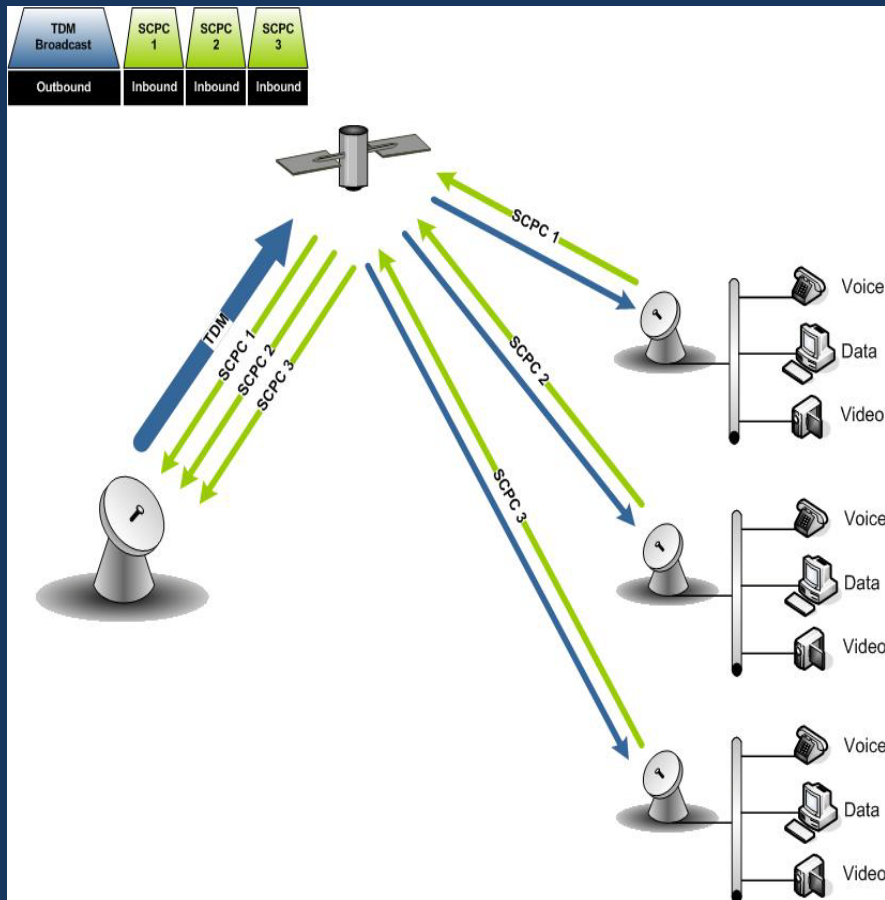 TDM
Broadcast
SCPC
1
SCPC
2
SCPC
3
Outbound
Inbound
Inbound
Inbound
SCPC 1
TDM
SCPC 1
SCPC 2
SCPC 3
SCPC 2
SCPC 3
Voice
Data
Video
Voice
Data
Video
Voice
Data
Video